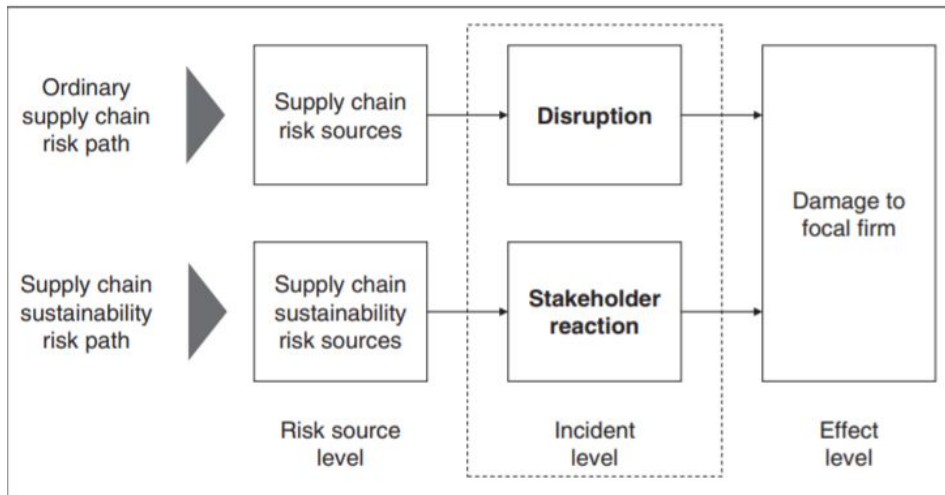 Ordinary
supply chain
risk path
Supply chain
risk sources
Disruption
Damage to
focal firm
Supply chain
sustainability
risk path
Supply chain
sustainability
risk sources
Stakeholder
reaction
Risk source
level
Incident
level
Effect
level